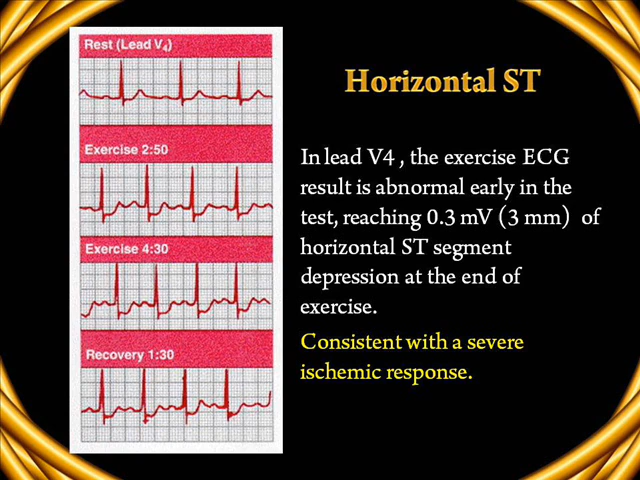 Rest (Lead V4)
Exercise 2:50
Exercise 4:30
Recovery 1:30
Horizontal ST
In lead V4 , the exercise ECG
result is abnormal early in the
test, reaching 0.3 mV (3 mm) of
horizontal ST segment
depression at the end of
exercise.
Consistent with a severe
ischemic response.